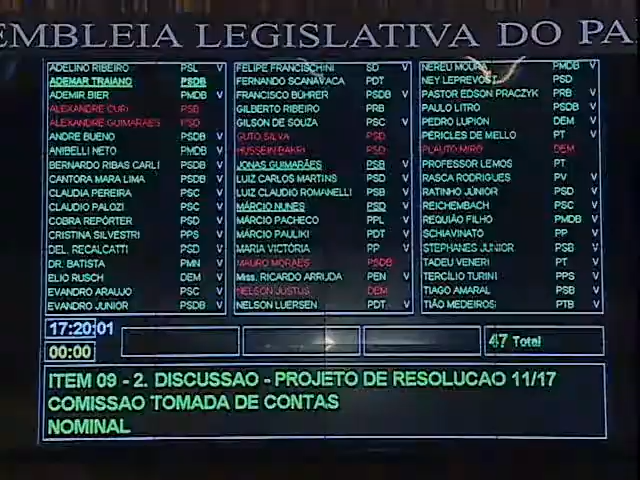 EMBLEIA LEGISLATIVA DO PA
ADELINO RIBEIRO PSL V
ADEMAR TRAIANO PSDB
ADEMIR BIER PMDB V
ALEXANDRE CURI PSB
ALEXANDRE GUIMARAES PSD
ANDRE BUENO PSDB V
ANIBELLI NETO PMDB V
BERNARDO RIBAS CARLI PSDB V
CANTORA MARA LIMA PSDB V
CLAUDIA PEREIRA PSC V
CLAUDIO PALOZI PSC V
COBRA REPÓRTER PSD V
CRISTINA SILVESTRI PPS V
DEL. RECALCATTI PSD V
DR. BATISTA PMN V
ELIO RUSCH DEM V
EVANDRO ARAUJO PSC V
EVANDRO JUNIOR PSDB V
FELIPE FRANCISCHINI SD V
FERNANDO SCANAVACA PDT
FRANCISCO BÜHRER PSDB V
GILBERTO RIBEIRO PRB
GILSON DE SOUZA PSC V
GUTO SILVA PSD
HUSSEIN BAKRI PSD
JONAS GUIMARÃES PSB V
LUIZ CARLOS MARTINS PSD V
LUIZ CLAUDIO ROMANELLI PSB V
MÁRCIO NUNES PSD V
MÁRCIO PACHECO PPL V
MÁRCIO PAULIKI PDT V
MARIA VICTÓRIA PP V
MAURO MORAES PSDB
Miss. RICARDO ARRUDA PEN V
NELSON JUSTUS DEM
NELSON LUERSEN PDT V
NEREU MOURA PMDB V
NEY LEPREVOST PSD
PASTOR EDSON PRACZYK PRB V
PAULO LITRO PSDB V
PEDRO LUPION DEM V
PÉRICLES DE MELLO PT V
PLAUTO MIRÓ DEM
PROFESSOR LEMOS PT
RASCA RODRIGUES PV V
RATINHO JÚNIOR PSD V
REICHEMBACH PSC V
REQUIÃO FILHO PMDB V
SCHIAVINATO PP V
STEPHANES JUNIOR PSB V
TADEU VENERI PT V
TERCÍLIO TURINI PPS V
TIAGO AMARAL PSB V
TIÃO MEDEIROS PTB V
17:20:01
00:00
47 Total
ITEM 09 - 2. DISCUSSAO - PROJETO DE RESOLUCAO 11/17
COMISSAO TOMADA DE CONTAS
NOMINAL